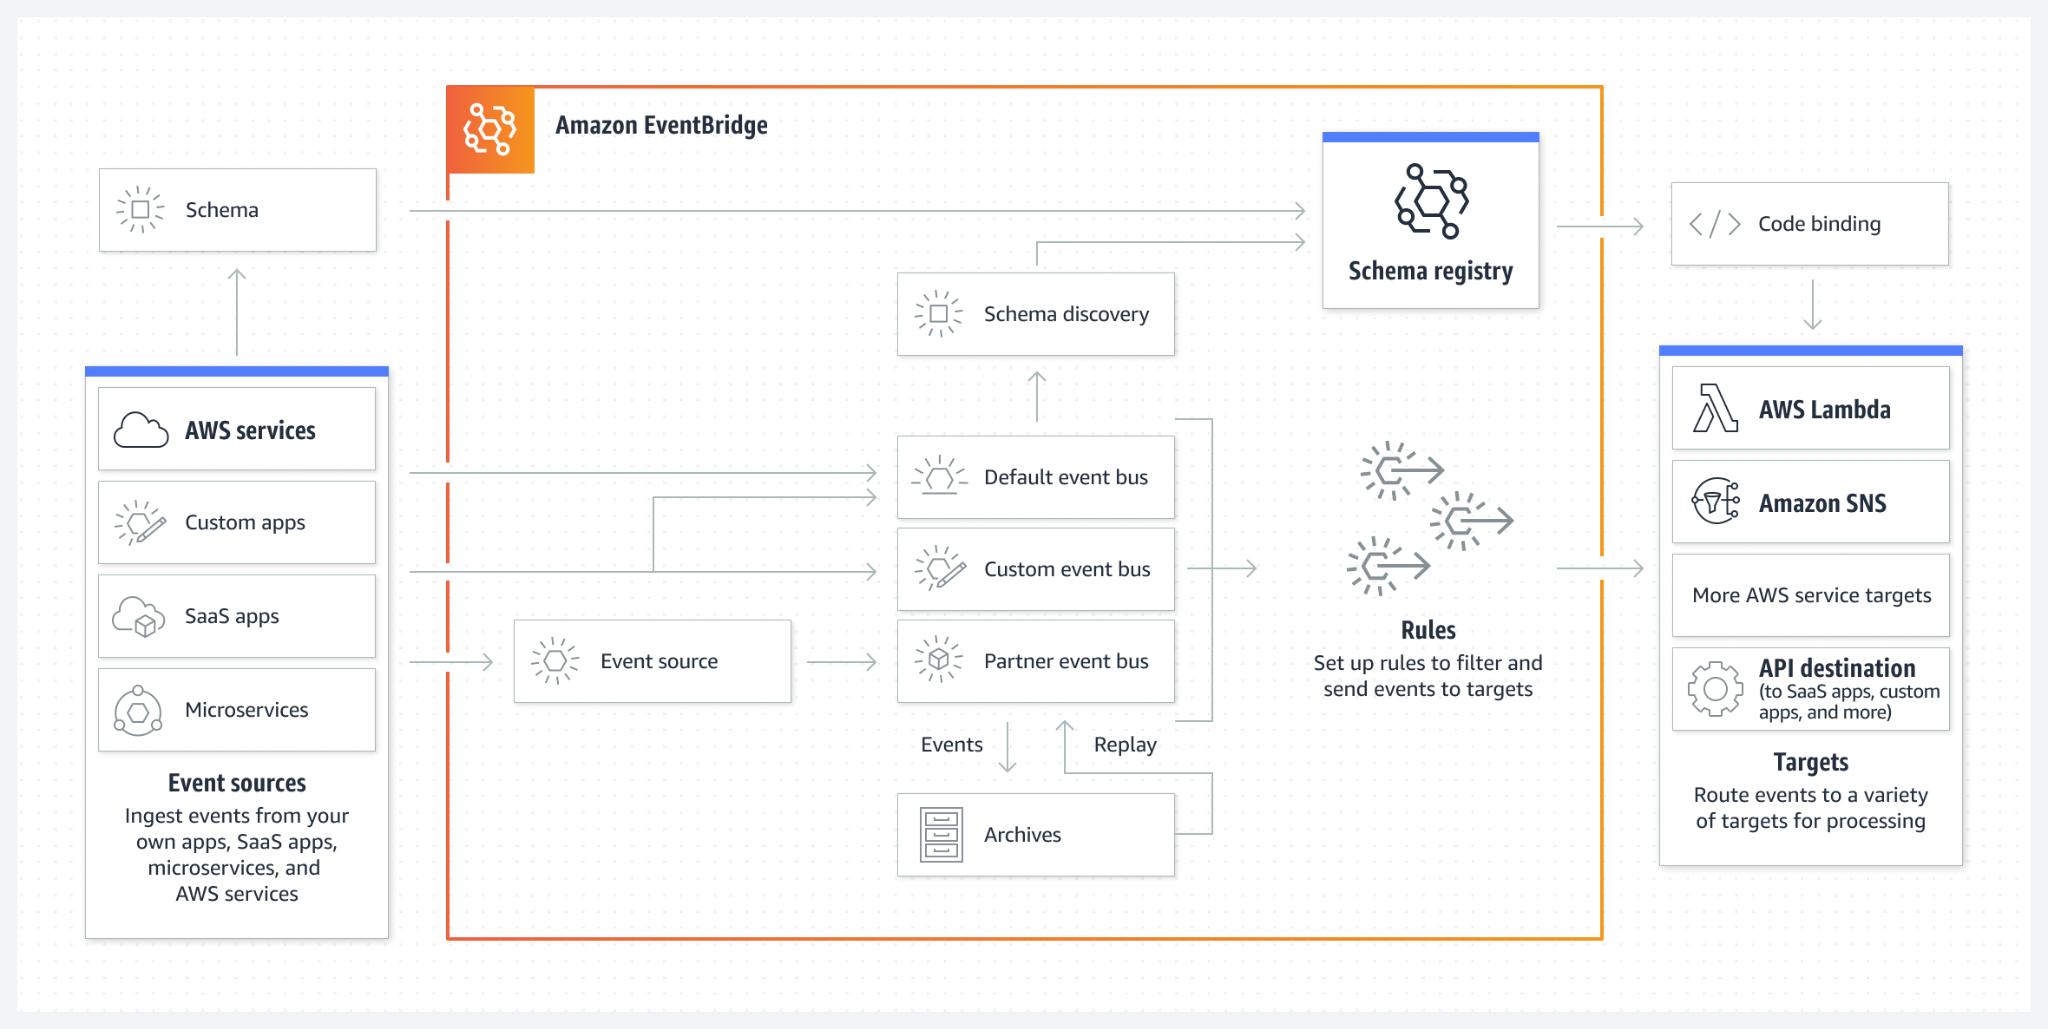 Amazon EventBridge
Schema
AWS services
Custom apps
SaaS apps
Microservices
Event sources
Ingest events from your
own apps, SaaS apps,
microservices, and
AWS services
Event source
Schema discovery
Default event bus
Custom event bus
Partner event bus
Events
Replay
Archives
Schema registry
Rules
Set up rules to filter and
send events to targets
Code binding
AWS Lambda
Amazon SNS
More AWS service targets
API destination
(to SaaS apps, custom
apps, and more)
Targets
Route events to a variety
of targets for processing